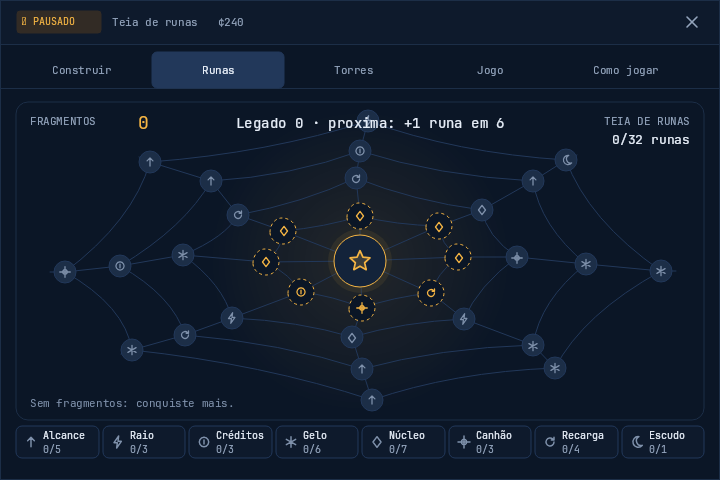 PAUSADO Teia de runas ¢240
Construir Runas Torres Jogo Como jogar
FRAGMENTOS 0 Legado 0 · proxima: +1 runa em 6 TEIA DE RUNAS
0/32 runas
Sem fragmentos: conquiste mais.
Alcance Raio Créditos Gelo Núcleo Canhão Recarga Escudo
0/5 0/3 0/3 0/6 0/7 0/3 0/4 0/1